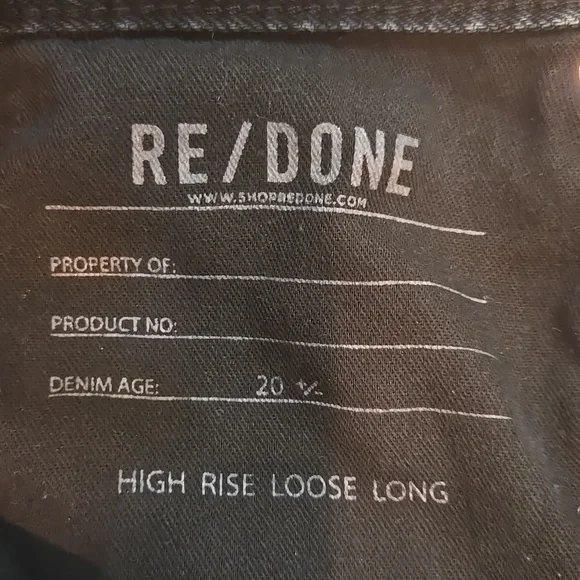 RE/DONE
WWW.SHOPREDONE.COM
PROPERTY OF:
PRODUCT NO:
DENIM AGE: 20 +/-
HIGH RISE LOOSE LONG